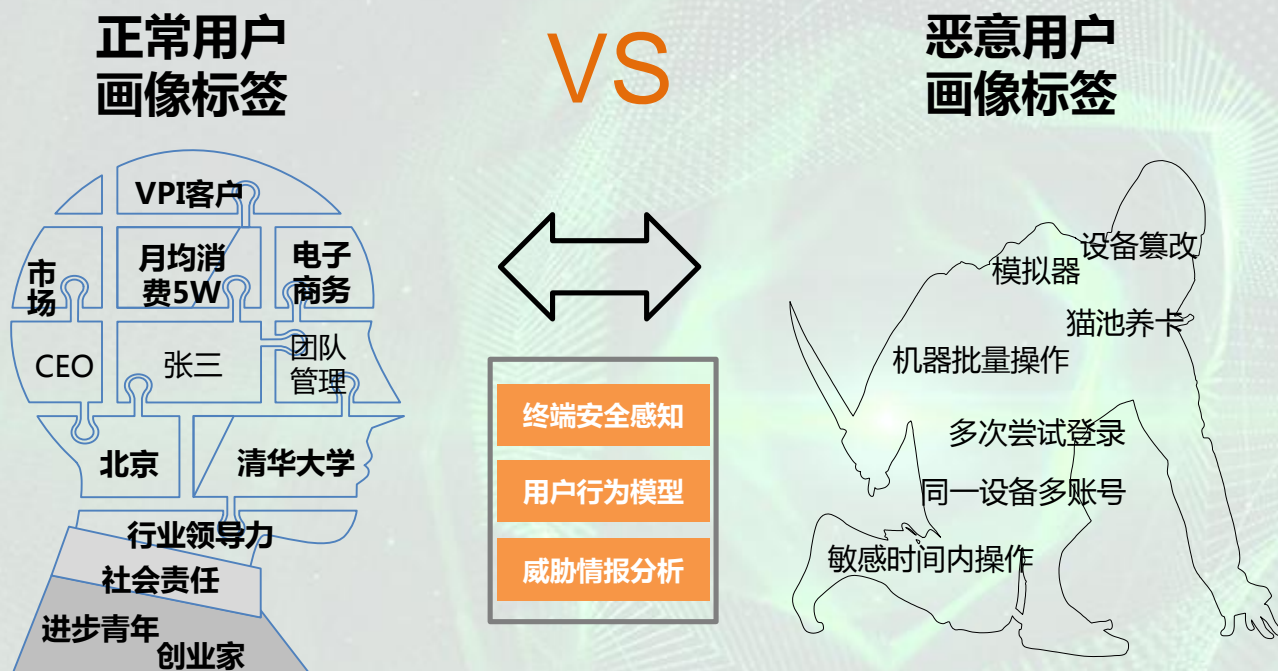 正常用户
画像标签
VS
恶意用户
画像标签
VPI客户
市
场
月均消
费5W
电子
商务
CEO
张三
团队
管理
北京
清华大学
行业领导力
社会责任
进步青年
创业家
终端安全感知
用户行为模型
威胁情报分析
设备篡改
模拟器
猫池养卡
机器批量操作
多次尝试登录
同一设备多账号
敏感时间内操作